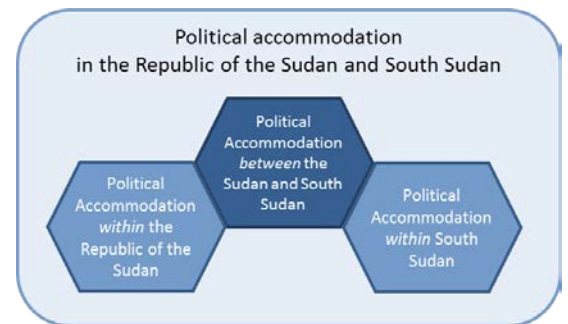 Political accommodation
in the Republic of the Sudan and South Sudan
Political
Accommodation
between the
Sudan and South
Sudan
Political
Accommodation
within the
Republic of the
Sudan
Political
Accommodation
within South
Sudan